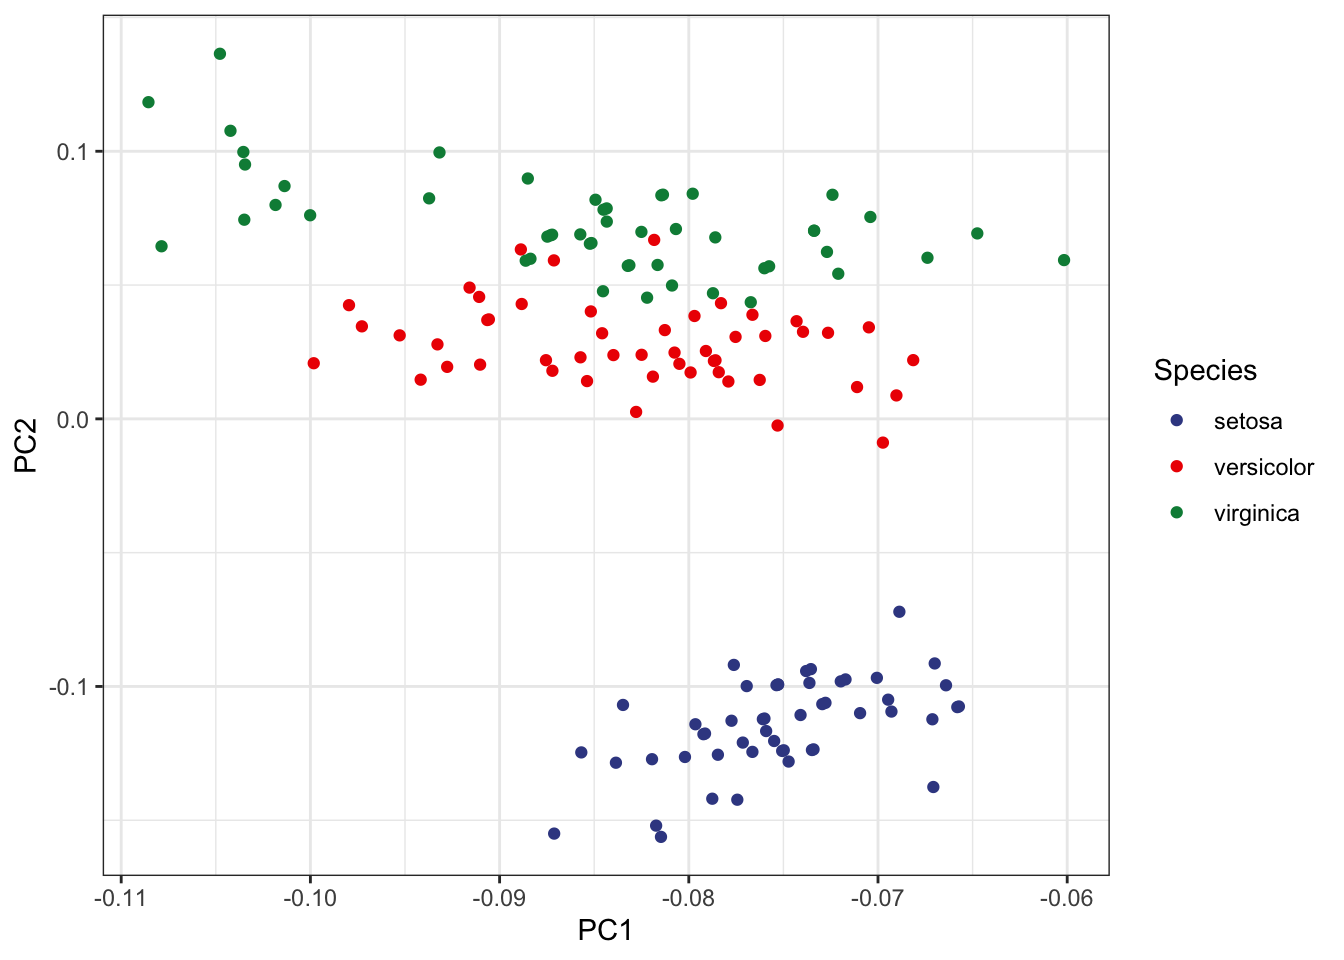 0.1
0.0
-0.1
PC2
-0.11 -0.10 -0.09 -0.08 -0.07 -0.06
PC1
Species
setosa
versicolor
virginica